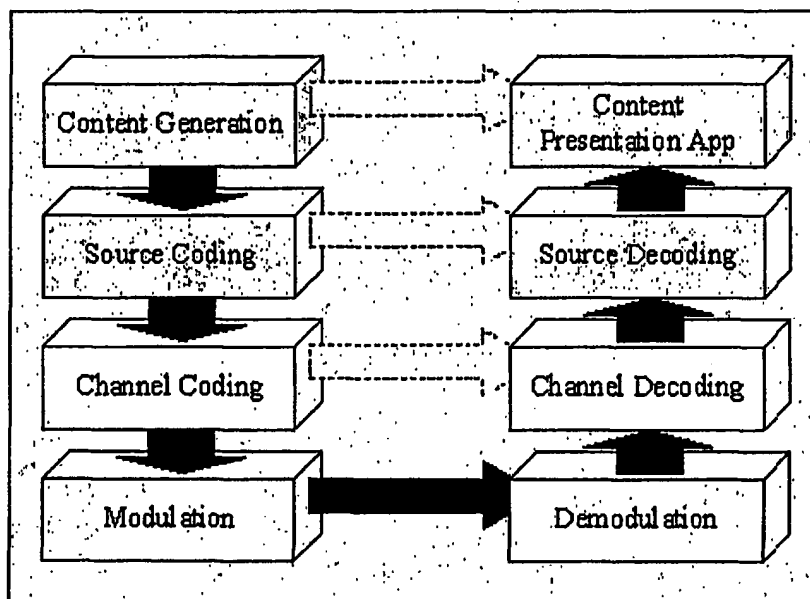 Content Generation
Content
Presentation App
Source Coding
Source Decoding
Channel Coding
Channel Decoding
Modulation
Demodulation